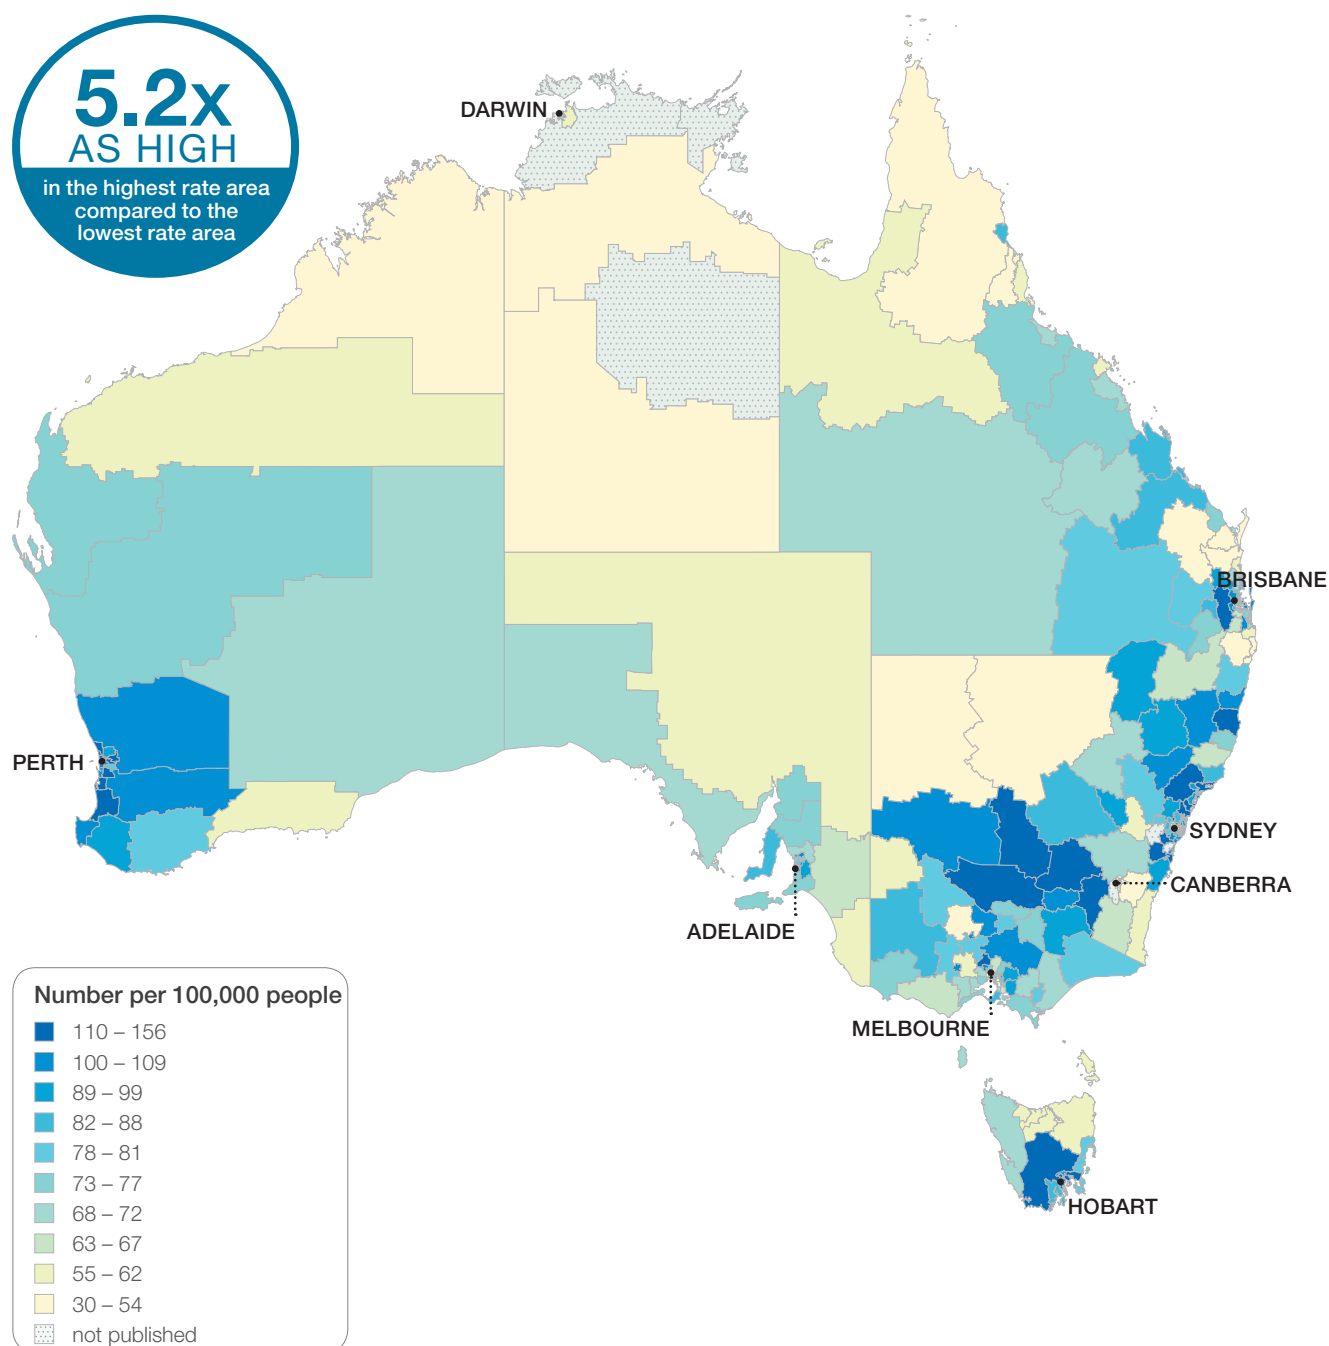 5.2x
AS HIGH
in the highest rate area
compared to the
lowest rate area
DARWIN
BRISBANE
PERTH
SYDNEY
CANBERRA
ADELAIDE
MELBOURNE
HOBART
Number per 100,000 people
110 – 156
100 – 109
89 – 99
82 – 88
78 – 81
73 – 77
68 – 72
63 – 67
55 – 62
30 – 54
not published